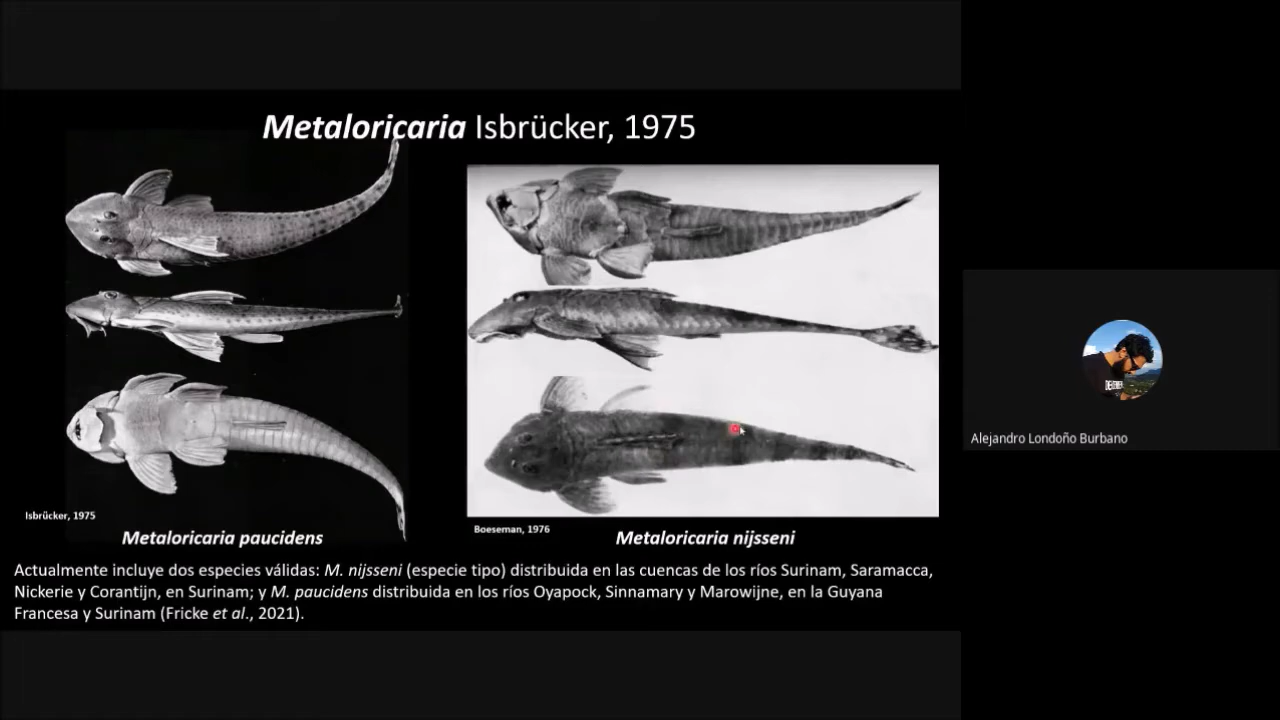 Metaloricaria Isbrücker, 1975
Isbrücker, 1975
Metaloricaria paucidens
Boeseman, 1976
Metaloricaria nijsseni
Actualmente incluye dos especies válidas: M. nijsseni (especie tipo) distribuida en las cuencas de los ríos Surinam, Saramacca,
Nickerie y Corantijn, en Surinam; y M. paucidens distribuida en los ríos Oyapock, Sinnamary y Marowijne, en la Guyana
Francesa y Surinam (Fricke et al., 2021).
Alejandro Londoño Burbano